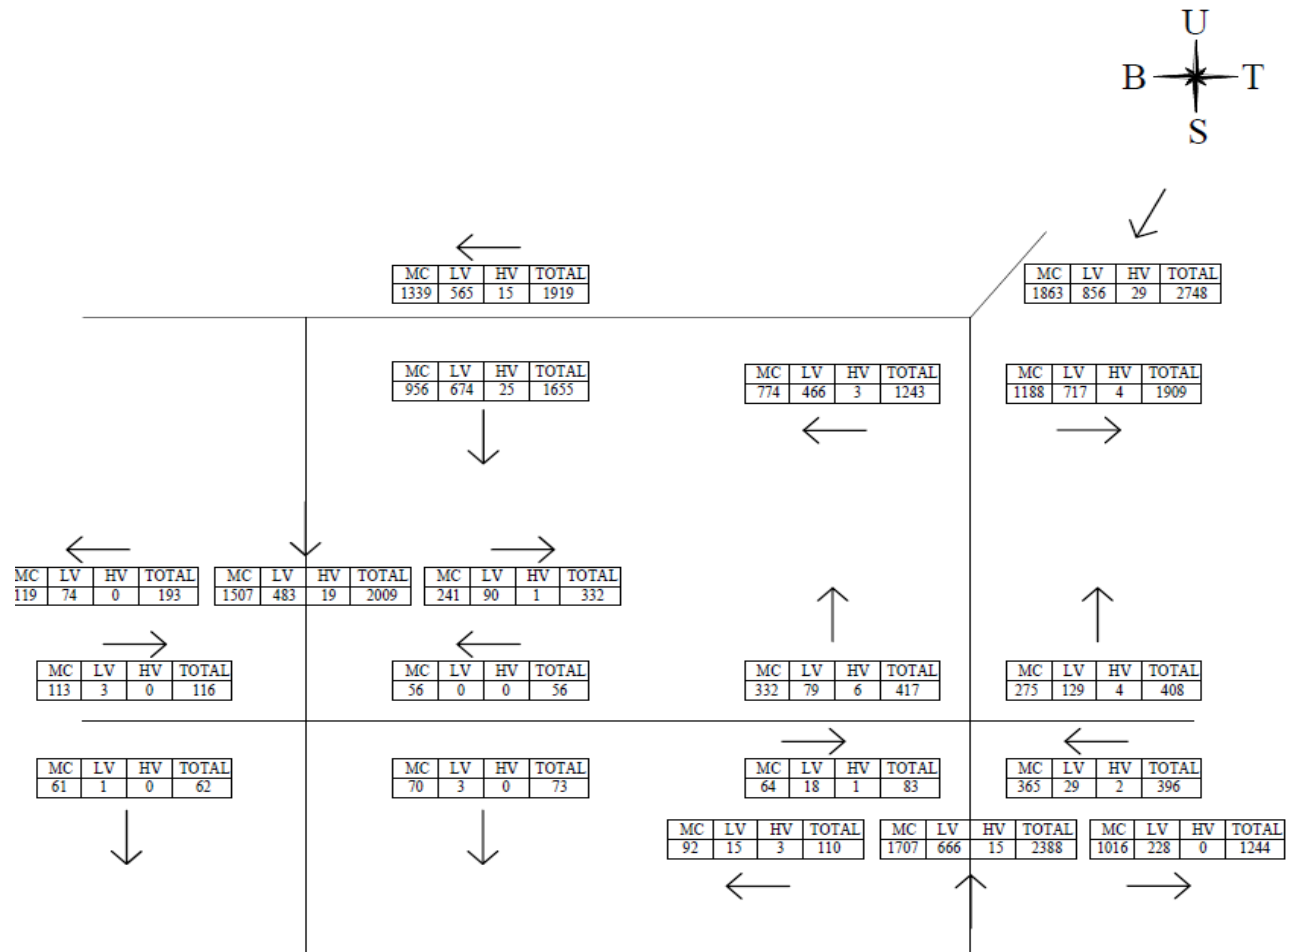 U
B T
S
MC LV HV TOTAL
1339 565 15 1919
MC LV HV TOTAL
1863 856 29 2748
MC LV HV TOTAL
956 674 25 1655
MC LV HV TOTAL
774 466 3 1243
MC LV HV TOTAL
1188 717 4 1909
MC LV HV TOTAL
119 74 0 193
MC LV HV TOTAL
1507 483 19 2009
MC LV HV TOTAL
241 90 1 332
MC LV HV TOTAL
113 3 0 116
MC LV HV TOTAL
56 0 0 56
MC LV HV TOTAL
332 79 6 417
MC LV HV TOTAL
275 129 4 408
MC LV HV TOTAL
61 1 0 62
MC LV HV TOTAL
70 3 0 73
MC LV HV TOTAL
64 18 1 83
MC LV HV TOTAL
365 29 2 396
MC LV HV TOTAL
92 15 3 110
MC LV HV TOTAL
1707 666 15 2388
MC LV HV TOTAL
1016 228 0 1244